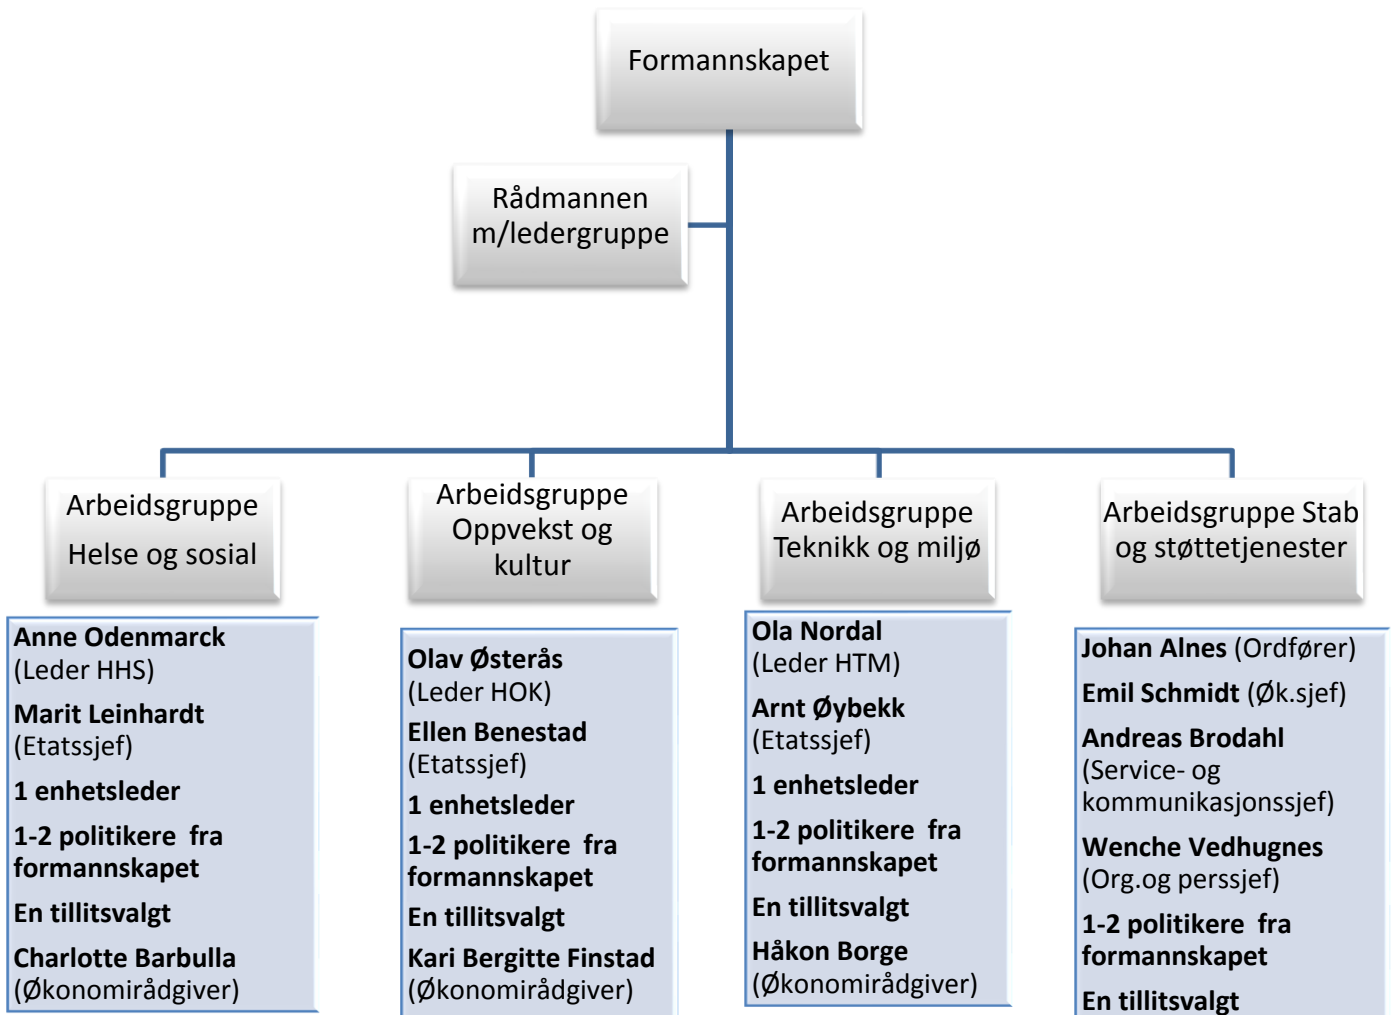 Formannskapet
Rådmannen
m/ledergruppe
Arbeidsgruppe
Helse og sosial
Arbeidsgruppe
Oppvekst og
kultur
Arbeidsgruppe
Teknikk og miljø
Arbeidsgruppe Stab
og støttetjenester
Anne Odenmarck
(Leder HHS)
Marit Leinhardt
(Etatssjef)
1 enhetsleder
1-2 politikere fra
formannskapet
En tillitsvalgt
Charlotte Barbulla
(Økonomirådgiver)
Olav Østerås
(Leder HOK)
Ellen Benestad
(Etatssjef)
1 enhetsleder
1-2 politikere fra
formannskapet
En tillitsvalgt
Kari Bergitte Finstad
(Økonomirådgiver)
Ola Nordal
(Leder HTM)
Arnt Øybekk
(Etatssjef)
1 enhetsleder
1-2 politikere fra
formannskapet
En tillitsvalgt
Håkon Borge
(Økonomirådgiver)
Johan Alnes (Ordfører)
Emil Schmidt (Øk.sjef)
Andreas Brodahl
(Service- og
kommunikasjonssjef)
Wenche Vedhugnes
(Org.og perssjef)
1-2 politikere fra
formannskapet
En tillitsvalgt